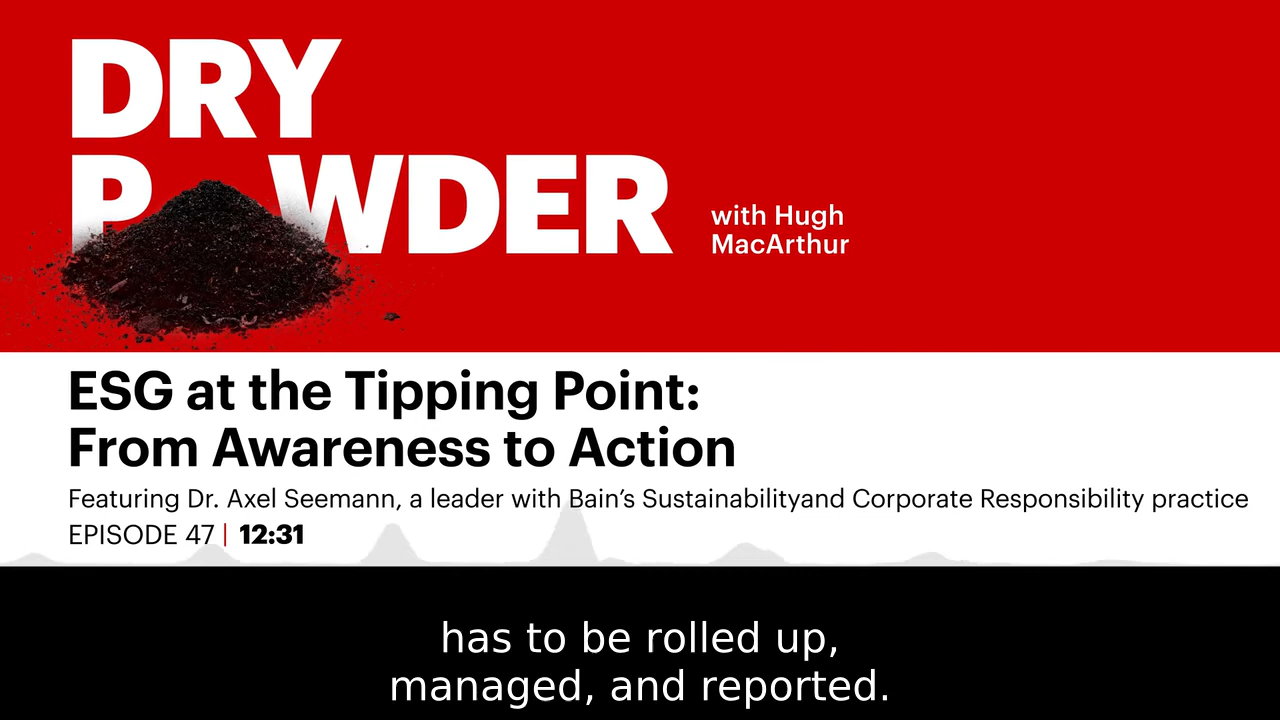 DRY
P WDER
with Hugh
MacArthur
ESG at the Tipping Point:
From Awareness to Action
Featuring Dr. Axel Seemann, a leader with Bain’s Sustainabilityand Corporate Responsibility practice
EPISODE 47 | 12:31
has to be rolled up,
managed, and reported.